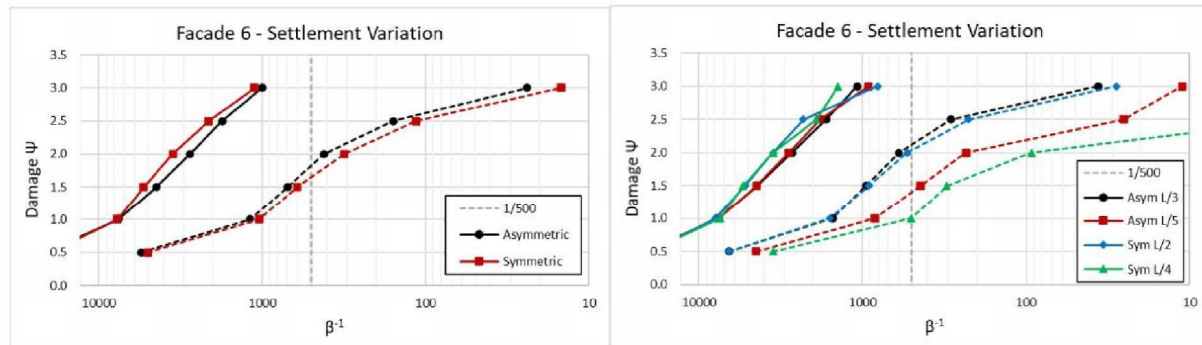 Facade 6 - Settlement Variation
Damage Ψ
3.5
3.0
2.5
2.0
1.5
1.0
0.5
0.0
10000 1000 100 10
β-1
1/500
Asymmetric
Symmetric
Facade 6 - Settlement Variation
Damage Ψ
3.5
3.0
2.5
2.0
1.5
1.0
0.5
0.0
10000 1000 100 10
β-1
1/500
Asym L/3
Asym L/5
Sym L/2
Sym L/4